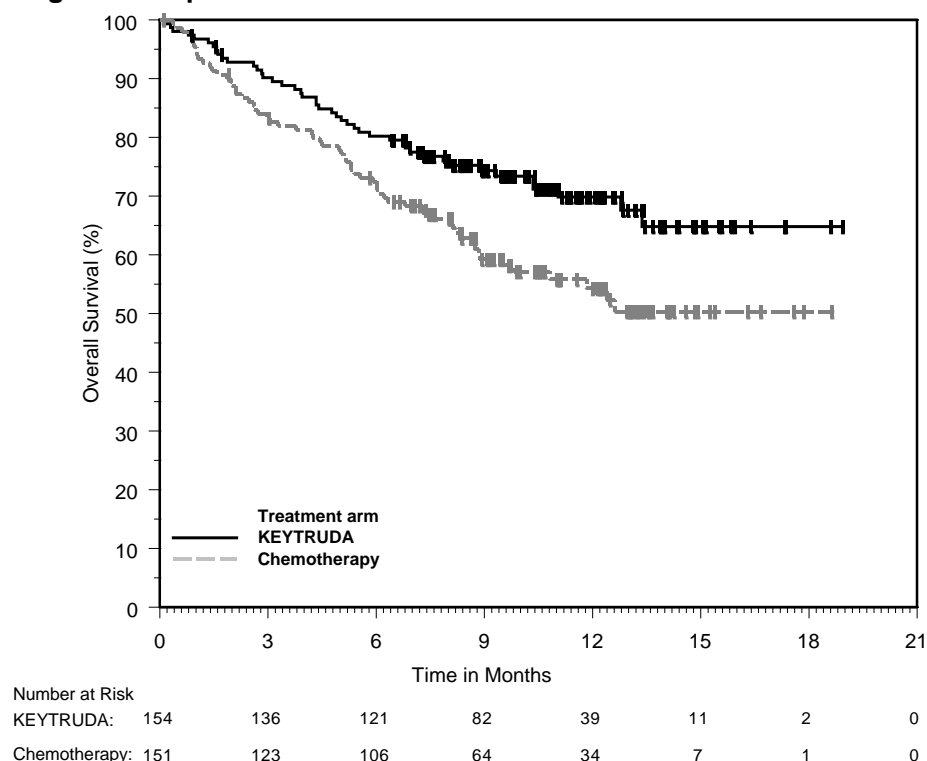 100
90
80
70
60
50
40
30
20
10
0
Overall Survival (%)
Treatment arm
KEYTRUDA
Chemotherapy
0 3 6 9 12 15 18 21
Time in Months
Number at Risk
KEYTRUDA: 154 136 121 82 39 11 2 0
Chemotherapy: 151 123 106 64 34 7 1 0